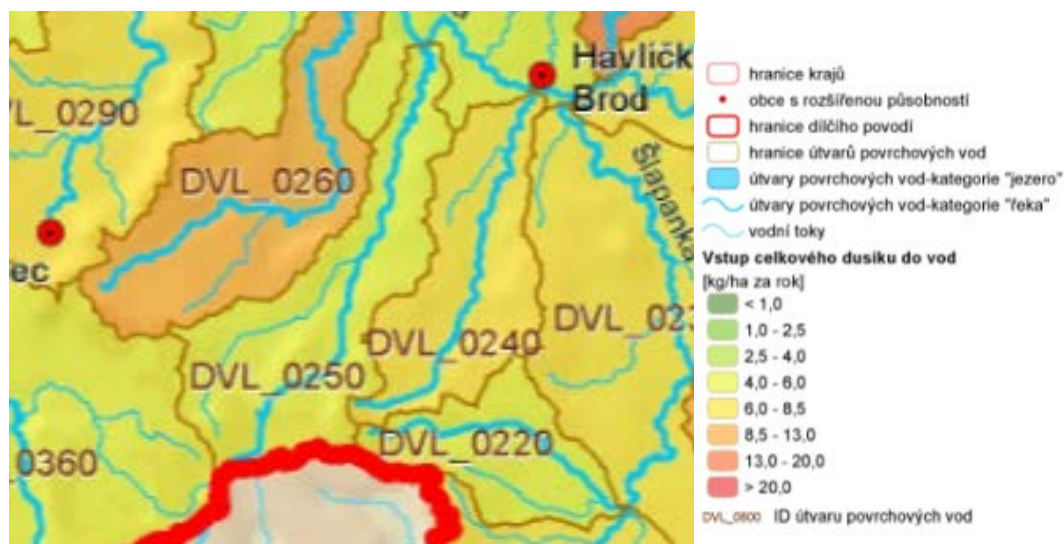 Havlíčk
Brod
VL_0290
DVL_0260
Šlapanka
ec
DVL_023
DVL_0240
DVL_0250
DVL_0220
_0360
hranice krajů
obce s rozšířenou působností
hranice dílčího povodí
hranice útvarů povrchových vod
útvary povrchových vod-kategorie "jezero"
útvary povrchových vod-kategorie "řeka"
vodní toky
Vstup celkového dusíku do vod
[kg/ha za rok]
< 1,0
1,0 - 2,5
2,5 - 4,0
4,0 - 6,0
6,0 - 8,5
8,5 - 13,0
13,0 - 20,0
> 20,0
DVL_0800 ID útvaru povrchových vod